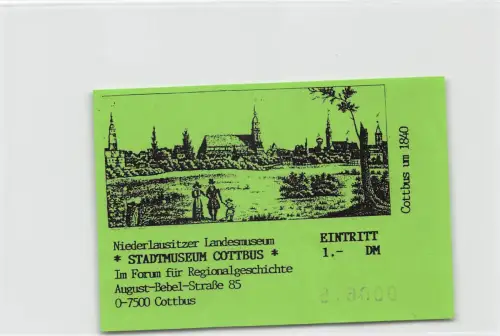 Cottbus um 1840
Niederlausitzer Landesmuseum
* STADTMUSEUM COTTBUS *
Im Forum für Regionalgeschichte
August-Bebel-Straße 85
O-7500 Cottbus
EINTRITT
1.- DM